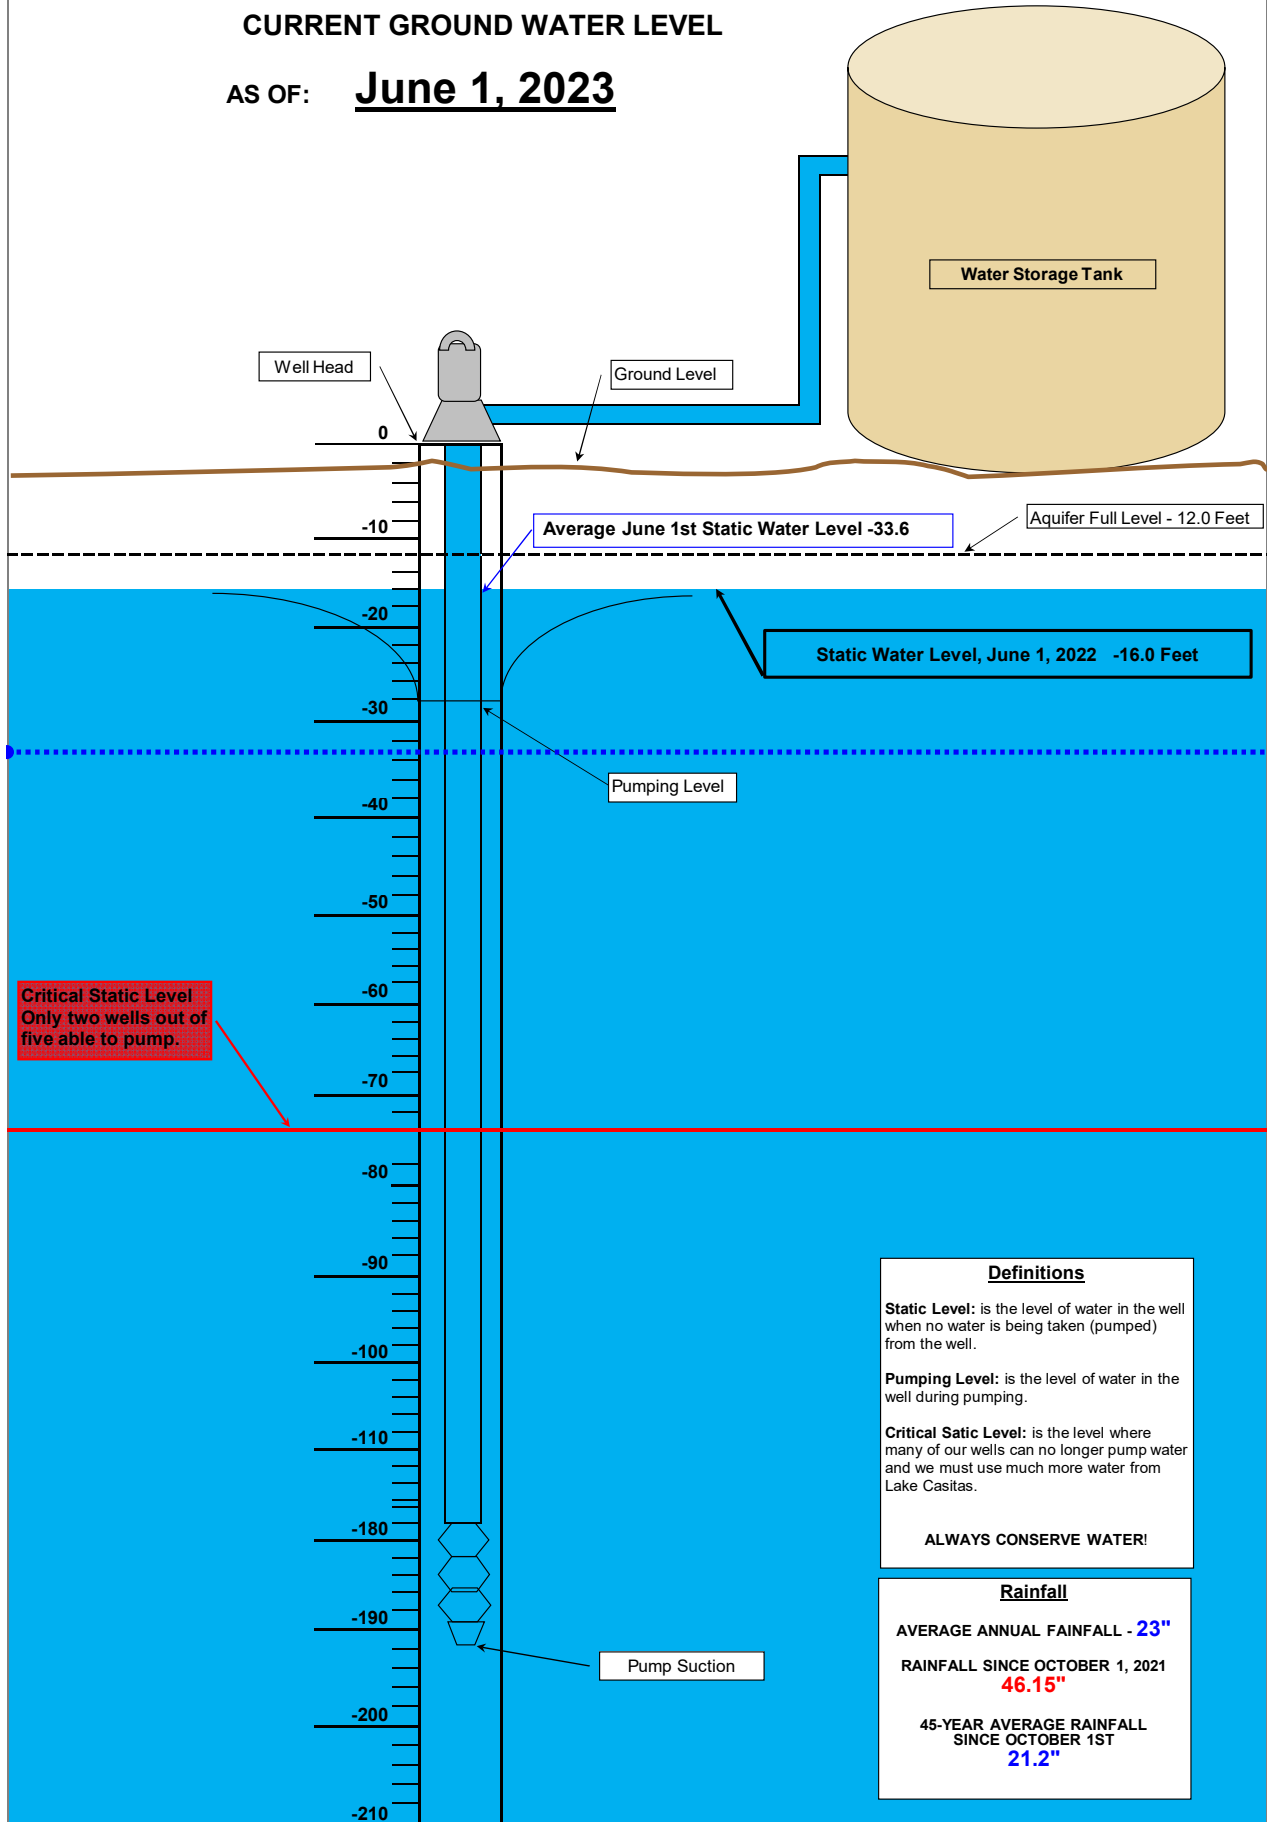 CURRENT GROUND WATER LEVEL
AS OF: June 1, 2023
Water Storage Tank
Well Head
Ground Level
0
Aquifer Full Level - 12.0 Feet
-10
Average June 1st Static Water Level -33.6
-20
Static Water Level, June 1, 2022 -16.0 Feet
-30
Pumping Level
-40
-50
-60
Critical Static Level
Only two wells out of
five able to pump.
-70
-80
-90
-100
-110
-180
-190
Pump Suction
-200
-210
Definitions
Static Level: is the level of water in the well
when no water is being taken (pumped)
from the well.
Pumping Level: is the level of water in the
well during pumping.
Critical Satic Level: is the level where
many of our wells can no longer pump water
and we must use much more water from
Lake Casitas.
ALWAYS CONSERVE WATER!
Rainfall
AVERAGE ANNUAL FAINFALL - 23"
RAINFALL SINCE OCTOBER 1, 2021
46.15"
45-YEAR AVERAGE RAINFALL
SINCE OCTOBER 1ST
21.2"